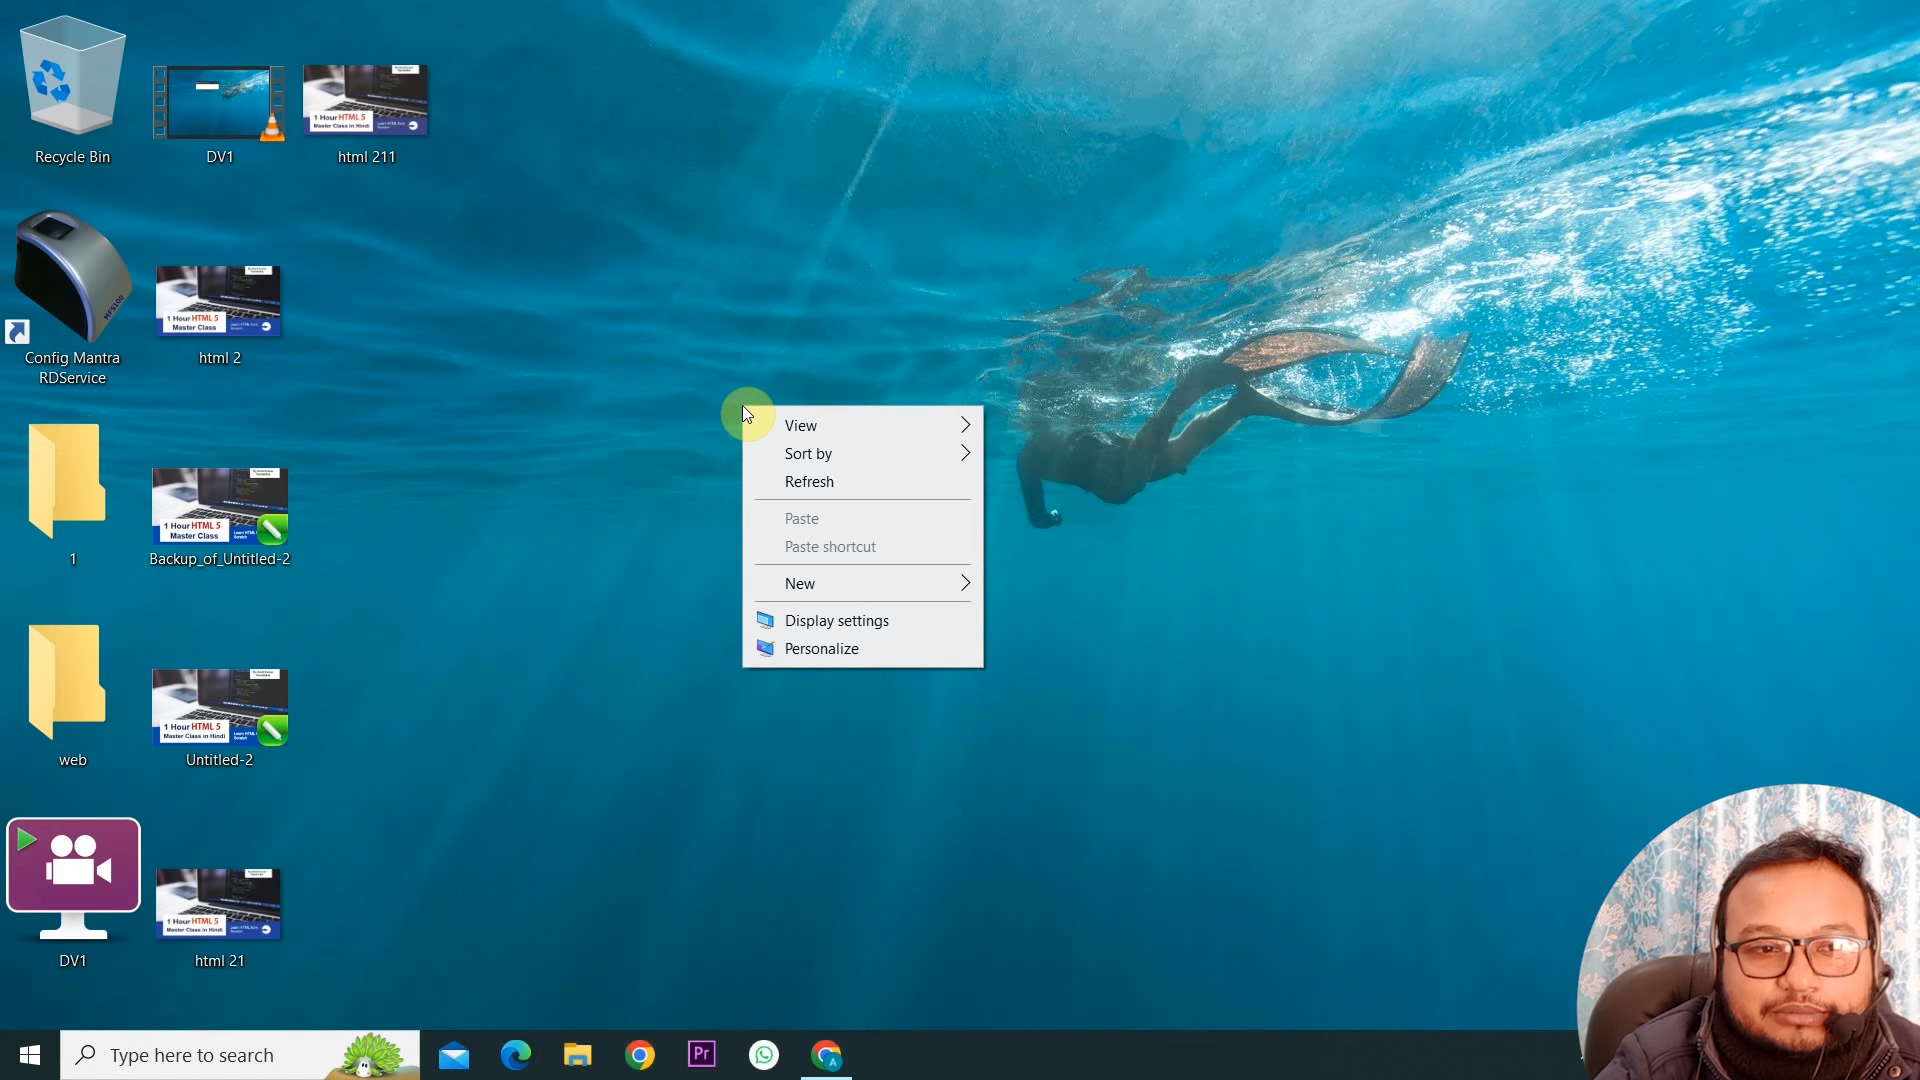 Recycle Bin
DV1
html 211
1 Hour HTML 5
Master Class in Hindi
MFS100
Config Mantra
RDService
1 Hour HTML 5
Master Class
html 2
1
1 Hour HTML 5
Master Class
Backup_of_Untitled-2
web
1 Hour HTML 5
Master Class in Hindi
Untitled-2
DV1
1 Hour HTML 5
Master Class in Hindi
html 21
View
Sort by
Refresh
Paste
Paste shortcut
New
Display settings
Personalize
Type here to search
Pr
A